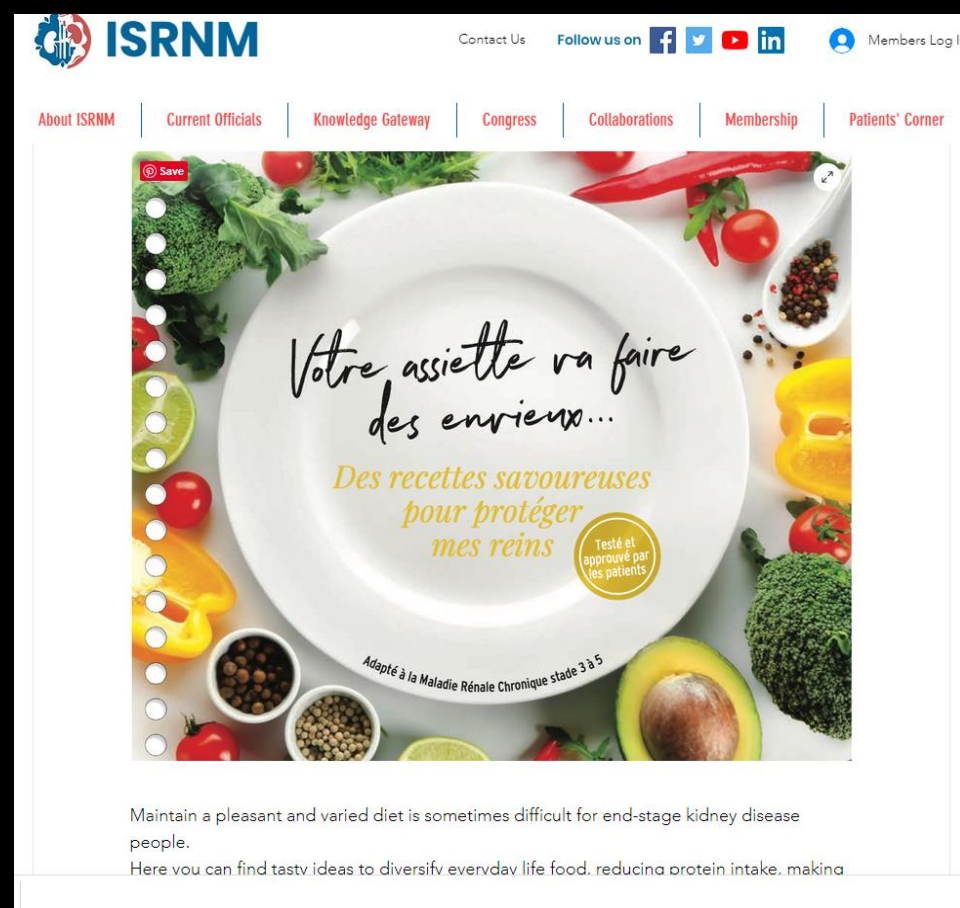 ISRNM
Contact Us
Follow us on
Members Log I
About ISRNM
Current Officials
Knowledge Gateway
Congress
Collaborations
Membership
Patients' Corner
Save
Votre assiette va faire
des envieux...
Des recettes savoureuses
pour protéger
mes reins
Testé et
approuvé par
les patients
Adapté à la Maladie Rénale Chronique stade 3 à 5
Maintain a pleasant and varied diet is sometimes difficult for end-stage kidney disease
people.
Here you can find tasty ideas to diversify everyday life food, reducing protein intake, making